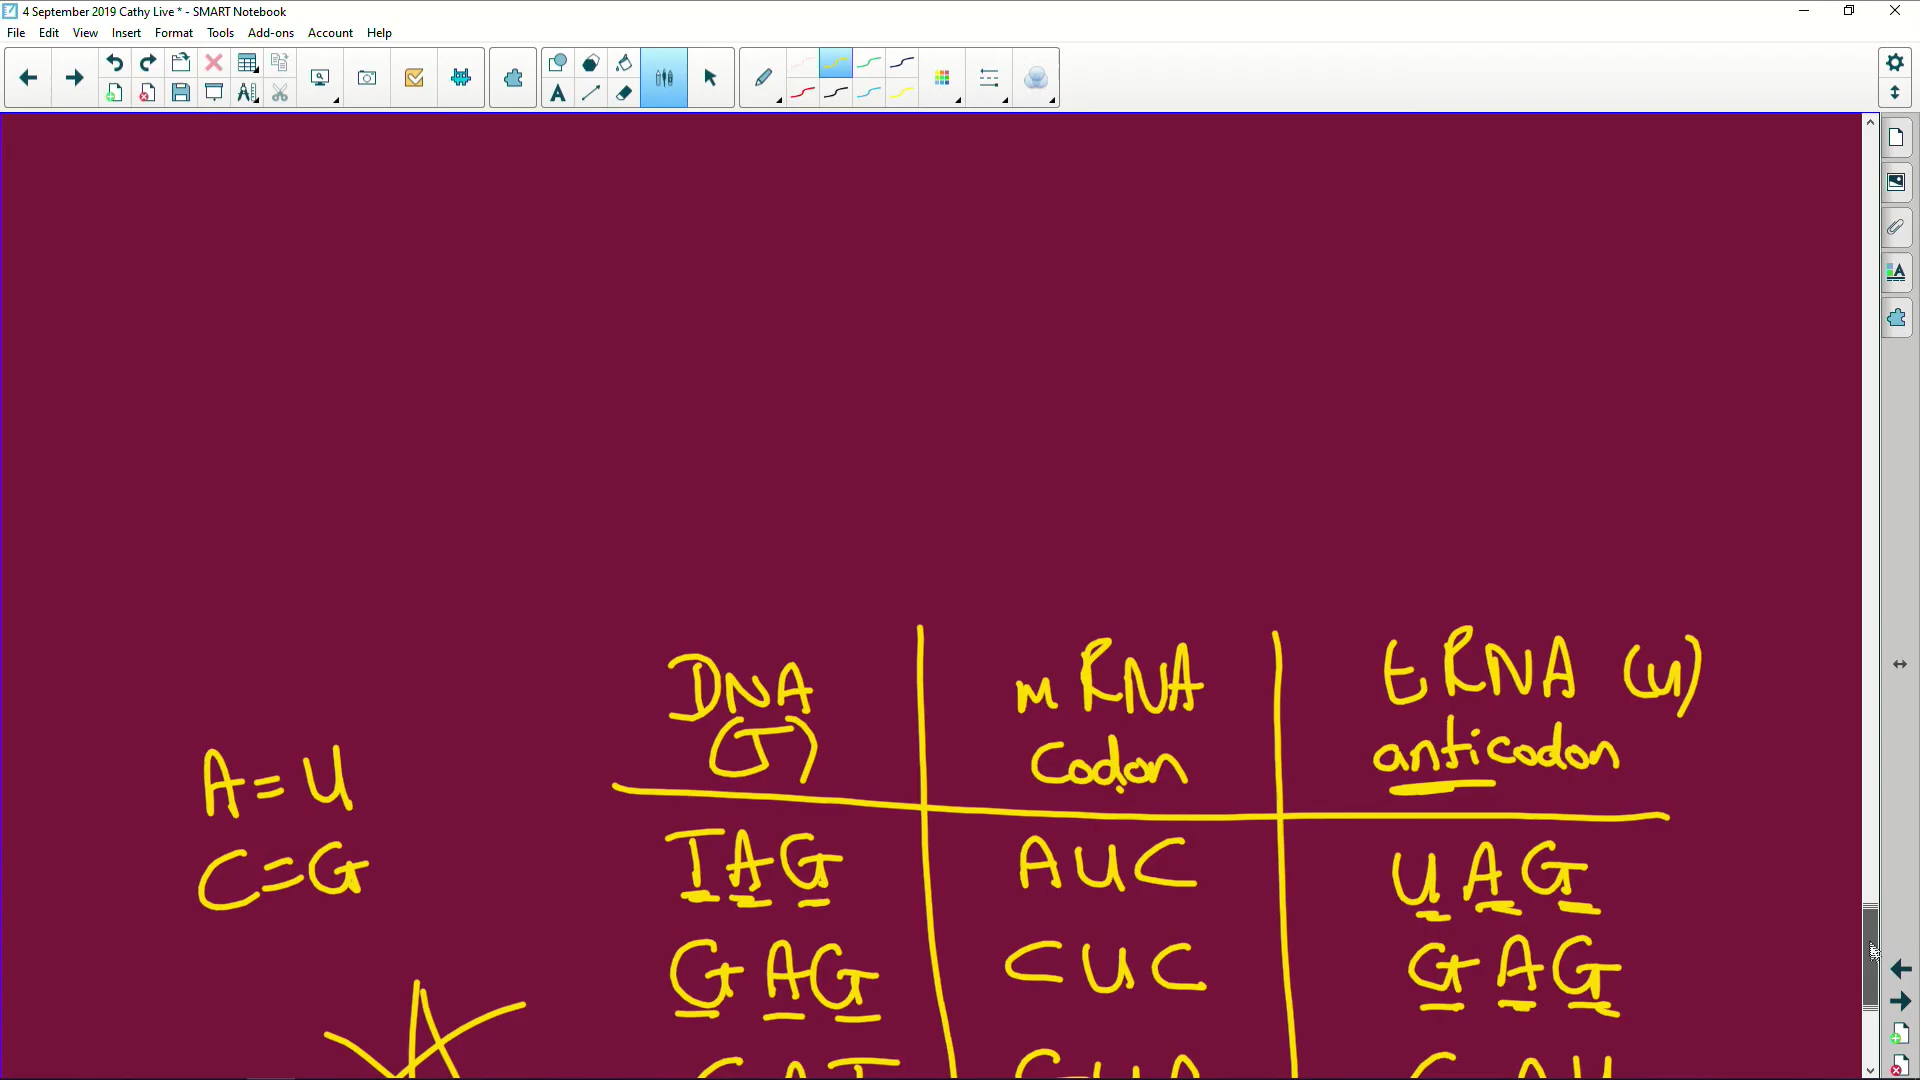 4 September 2019 Cathy Live * - SMART Notebook
File Edit View Insert Format Tools Add-ons Account Help
DNA mRNA tRNA (U)
(T) Codon anticodon
A=U
C=G
TAG AUC UAG
GAG CUC GAG